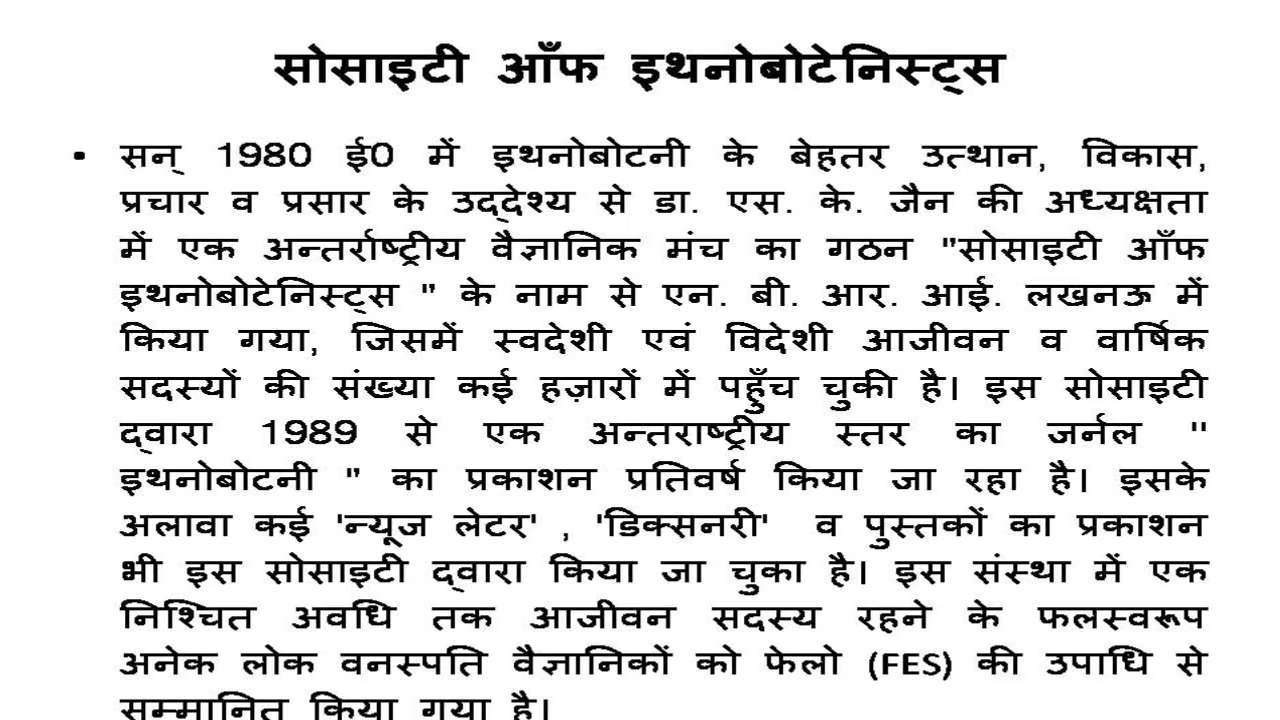 सोसाइटी आँफ इथनोबोटेनिस्ट्स
• सन् 1980 ई0 में इथनोबोटनी के बेहतर उत्थान, विकास,
प्रचार व प्रसार के उद्देश्य से डा. एस. के. जैन की अध्यक्षता
में एक अन्तर्राष्ट्रीय वैज्ञानिक मंच का गठन "सोसाइटी आँफ
इथनोबोटेनिस्ट्स " के नाम से एन. बी. आर. आई. लखनऊ में
किया गया, जिसमें स्वदेशी एवं विदेशी आजीवन व वार्षिक
सदस्यों की संख्या कई हज़ारों में पहुँच चुकी है। इस सोसाइटी
द्वारा 1989 से एक अन्तराष्ट्रीय स्तर का जर्नल "
इथनोबोटनी " का प्रकाशन प्रतिवर्ष किया जा रहा है। इसके
अलावा कई 'न्यूज लेटर' , 'डिक्सनरी' व पुस्तकों का प्रकाशन
भी इस सोसाइटी द्वारा किया जा चुका है। इस संस्था में एक
निश्चित अवधि तक आजीवन सदस्य रहने के फलस्वरूप
अनेक लोक वनस्पति वैज्ञानिकों को फेलो (FES) की उपाधि से
सम्मानित किया गया है।